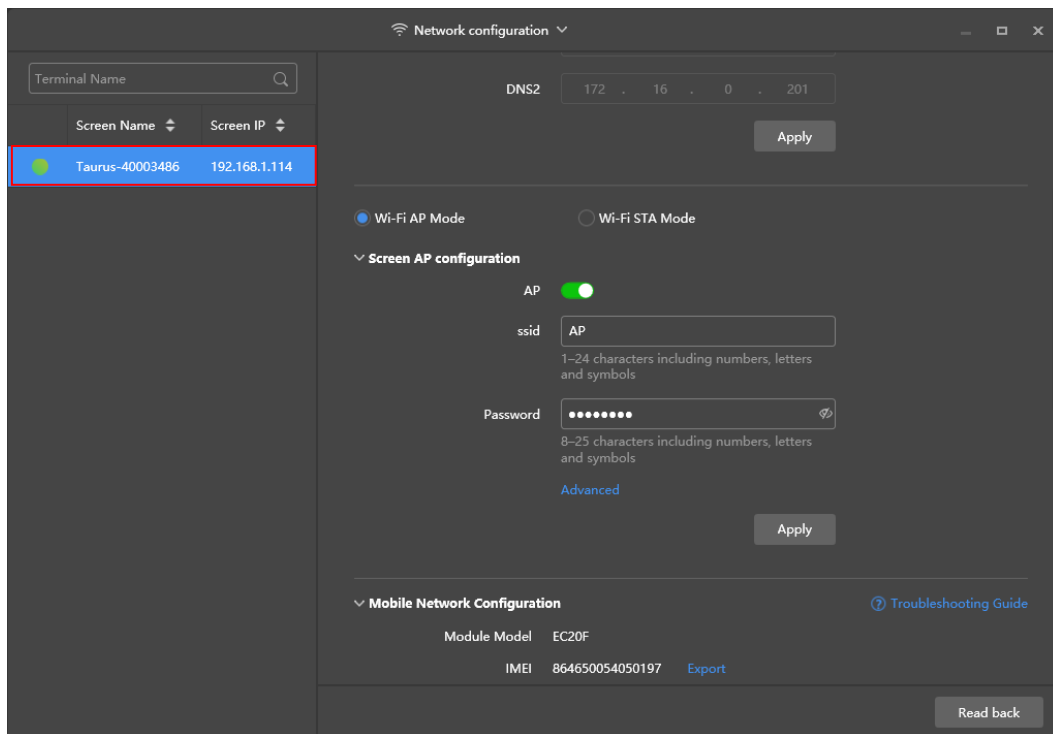 Network configuration
Terminal Name
Screen Name Screen IP
Taurus-40003486 192.168.1.114
DNS2 172 . 16 . 0 . 201
Apply
Wi-Fi AP Mode Wi-Fi STA Mode
Screen AP configuration
AP
ssid AP
1–24 characters including numbers, letters
and symbols
Password ●●●●●●●●
8–25 characters including numbers, letters
and symbols
Advanced
Apply
Mobile Network Configuration Troubleshooting Guide
Module Model EC20F
IMEI 864650054050197 Export
Read back